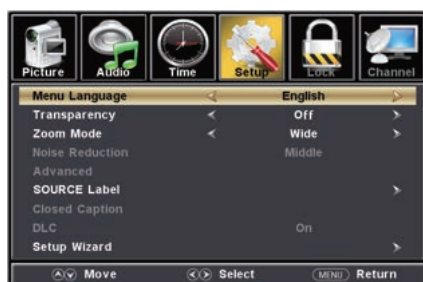 Picture Audio Time Setup Lock Channel
Menu Language English
Transparency Off
Zoom Mode Wide
Noise Reduction Middle
Advanced
SOURCE Label
Closed Caption
DLC On
Setup Wizard
Move Select MENU Return